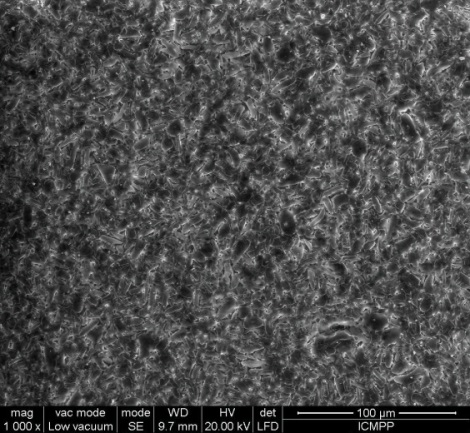 mag vac mode mode WD HV det 100 µm
1 000 x Low vacuum SE 9.7 mm 20.00 kV LFD ICMPP